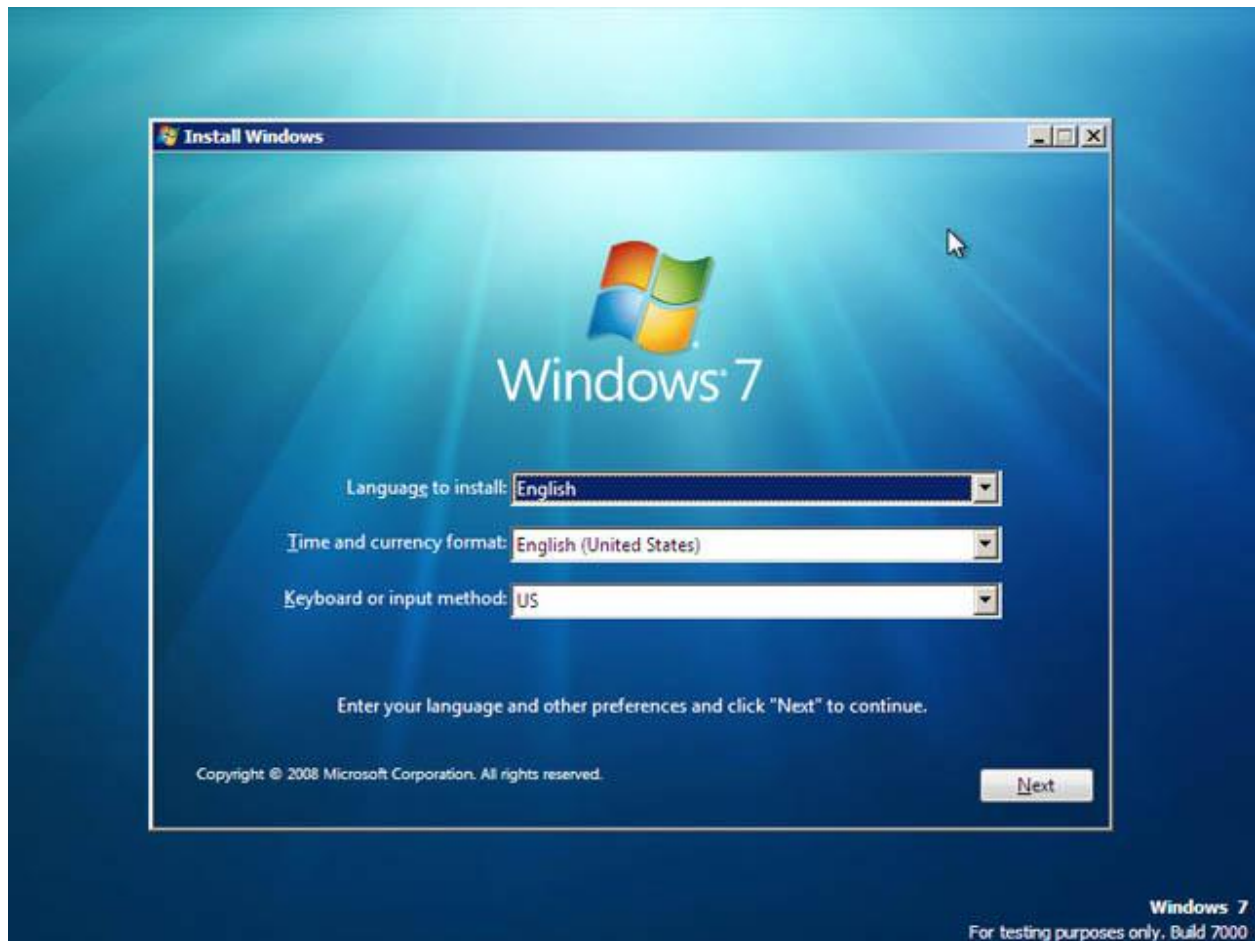 Install Windows
Windows 7
Language to install: English
Time and currency format: English (United States)
Keyboard or input method: US
Enter your language and other preferences and click "Next" to continue.
Copyright © 2008 Microsoft Corporation. All rights reserved.
Next
Windows 7
For testing purposes only. Build 7000